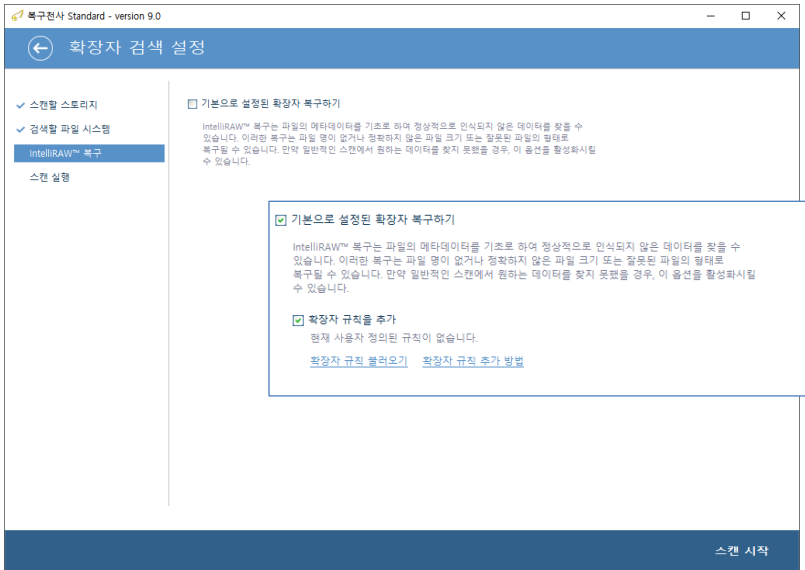 복구천사 Standard - version 9.0
확장자 검색 설정
스캔할 스토리지
검색할 파일 시스템
IntelliRAW™ 복구
스캔 실행
기본으로 설정된 확장자 복구하기
IntelliRAW™ 복구는 파일의 메타데이터를 기초로 하여 정상적으로 인식되지 않은 데이터를 찾을 수
있습니다. 이러한 복구는 파일 명이 없거나 정확하지 않은 파일 크기 또는 잘못된 파일의 형태로
복구될 수 있습니다. 만약 일반적인 스캔에서 원하는 데이터를 찾지 못했을 경우, 이 옵션을 활성화시킬
수 있습니다.
기본으로 설정된 확장자 복구하기
IntelliRAW™ 복구는 파일의 메타데이터를 기초로 하여 정상적으로 인식되지 않은 데이터를 찾을 수
있습니다. 이러한 복구는 파일 명이 없거나 정확하지 않은 파일 크기 또는 잘못된 파일의 형태로
복구될 수 있습니다. 만약 일반적인 스캔에서 원하는 데이터를 찾지 못했을 경우, 이 옵션을 활성화시킬
수 있습니다.
확장자 규칙을 추가
현재 사용자 정의된 규칙이 없습니다.
확장자 규칙 불러오기 확장자 규칙 추가 방법
스캔 시작